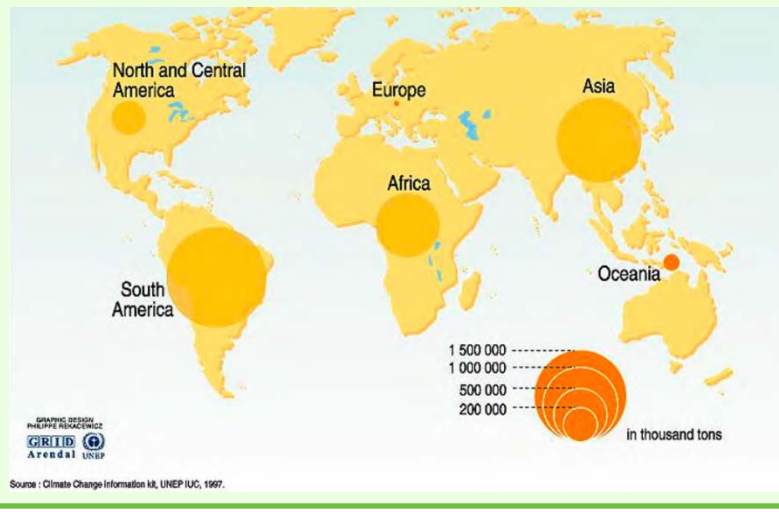 North and Central
America
Europe
Asia
Africa
South
America
Oceania
1 500 000
1 000 000
500 000
200 000
in thousand tons
GRAPHIC DESIGN
PHILIPPE REKACEWICZ
GRID
Arendal UNEP
Source : Climate Change information kit, UNEP IUC, 1997.